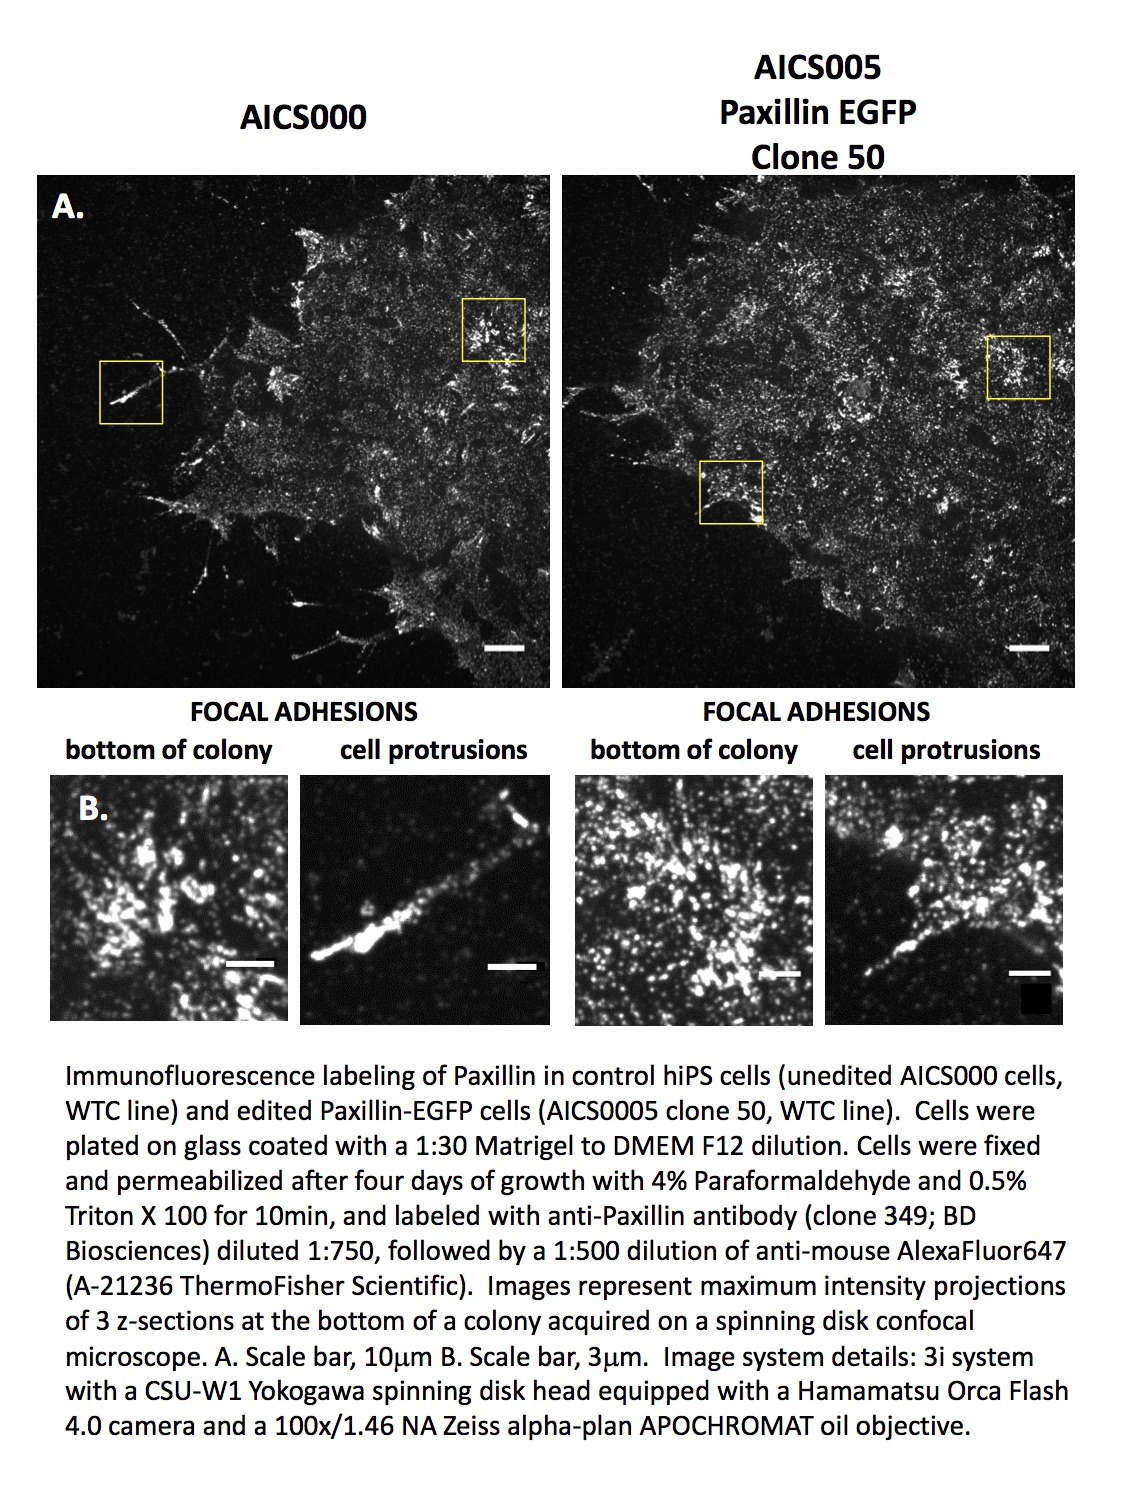 AICS000
AICS005
Paxillin EGFP
Clone 50
A.
FOCAL ADHESIONS
bottom of colony
cell protrusions
FOCAL ADHESIONS
bottom of colony
cell protrusions
B.
Immunofluorescence labeling of Paxillin in control hiPS cells (unedited AICS000 cells,
WTC line) and edited Paxillin-EGFP cells (AICS0005 clone 50, WTC line).  Cells were
plated on glass coated with a 1:30 Matrigel to DMEM F12 dilution. Cells were fixed
and permeabilized after four days of growth with 4% Paraformaldehyde and 0.5%
Triton X 100 for 10min, and labeled with anti-Paxillin antibody (clone 349; BD
Biosciences) diluted 1:750, followed by a 1:500 dilution of anti-mouse AlexaFluor647
(A-21236 ThermoFisher Scientific).  Images represent maximum intensity projections
of 3 z-sections at the bottom of a colony acquired on a spinning disk confocal
microscope. A. Scale bar, 10μm B. Scale bar, 3μm.  Image system details: 3i system
with a CSU-W1 Yokogawa spinning disk head equipped with a Hamamatsu Orca Flash
4.0 camera and a 100x/1.46 NA Zeiss alpha-plan APOCHROMAT oil objective.